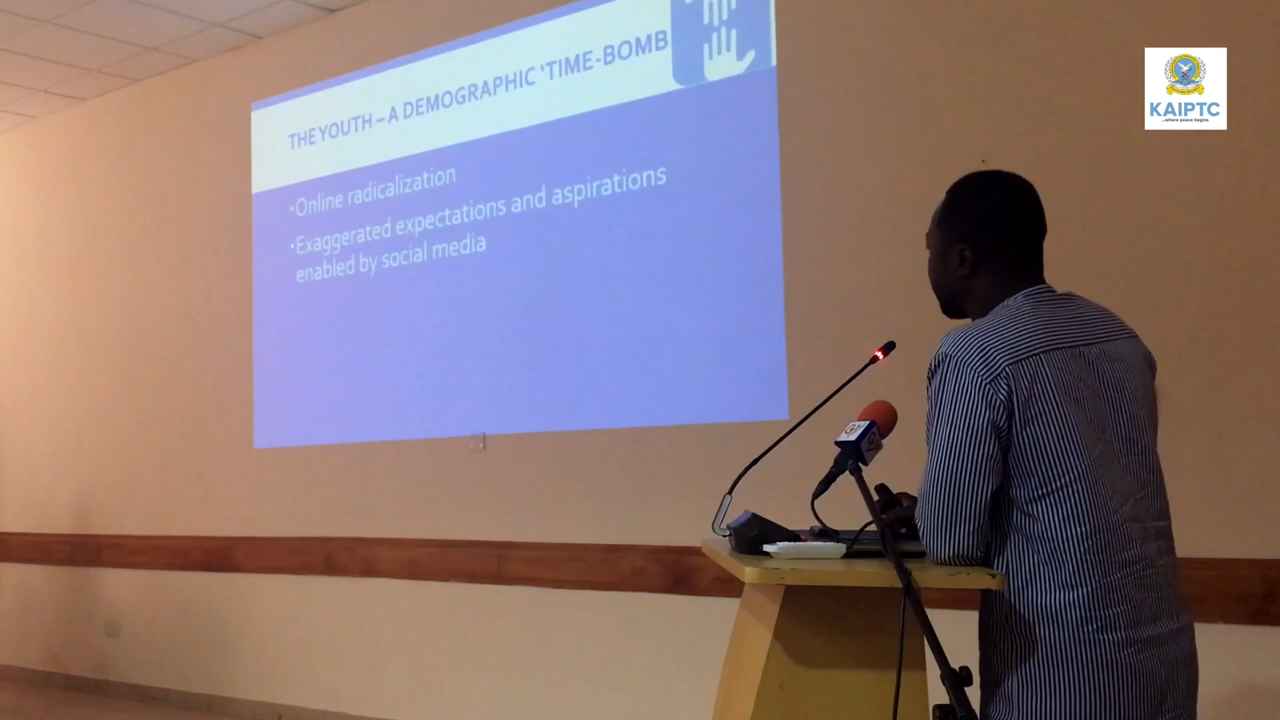 THE YOUTH – A DEMOGRAPHIC ‘TIME-BOMB
•Online radicalization
•Exaggerated expectations and aspirations
enabled by social media
KAIPTC
...where peace begins